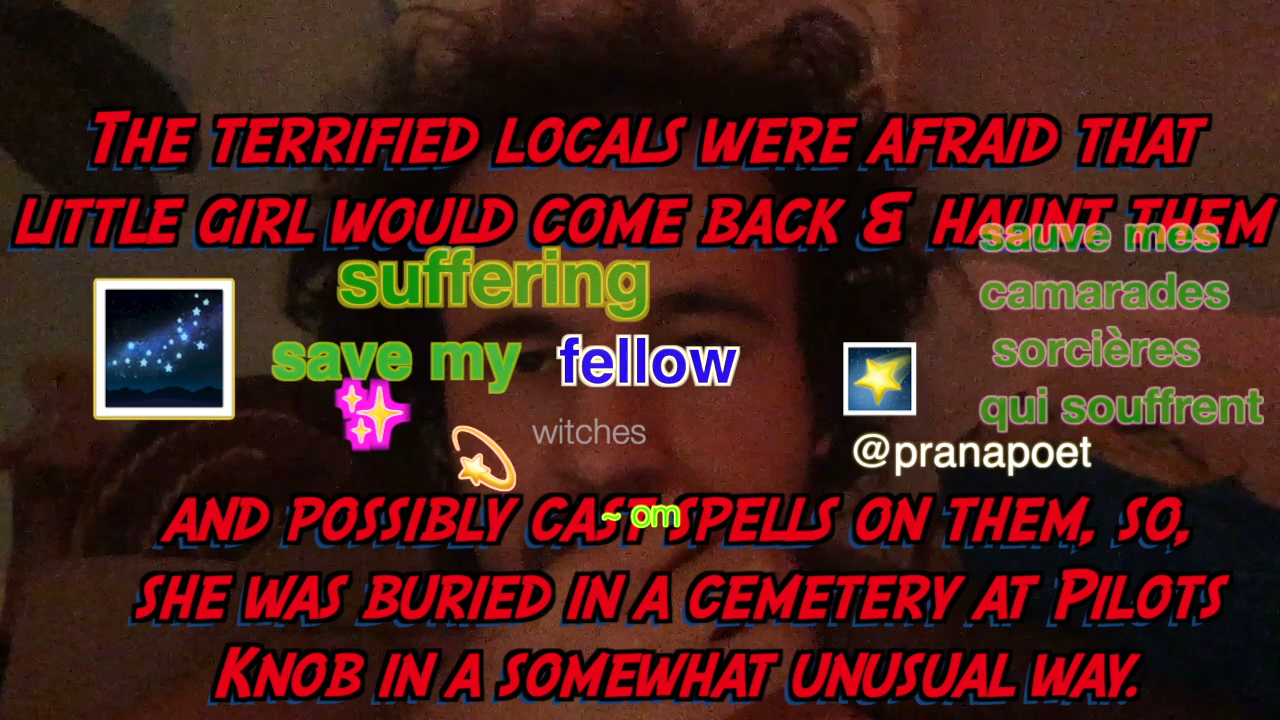 The terrified locals were afraid that
little girl would come back & haunt them
suffering
save my fellow
witches
~ om
sauve mes
camarades
sorcières
qui souffrent
@pranapoet
and possibly cast spells on them, so,
she was buried in a cemetery at Pilots
Knob in a somewhat unusual way.